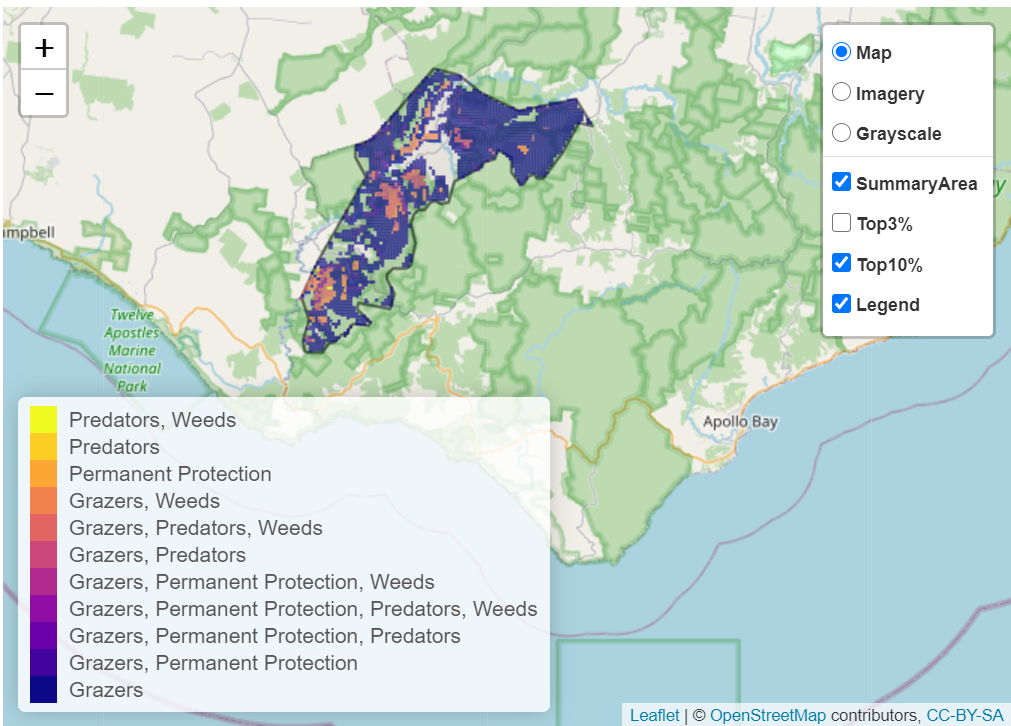 +
−
Map
Imagery
Grayscale
SummaryArea
Top3%
Top10%
Legend
ampbell
y
Twelve
Apostles
Marine
National
Park
Apollo Bay
Predators, Weeds
Predators
Permanent Protection
Grazers, Weeds
Grazers, Predators, Weeds
Grazers, Predators
Grazers, Permanent Protection, Weeds
Grazers, Permanent Protection, Predators, Weeds
Grazers, Permanent Protection, Predators
Grazers, Permanent Protection
Grazers
Leaflet | © OpenStreetMap contributors, CC-BY-SA